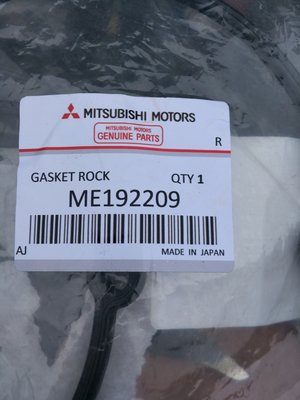 MITSUBISHI MOTORS
MITSUBISHI MOTORS
GENUINE PARTS
R
GASKET ROCK QTY 1
ME192209
AJ MADE IN JAPAN